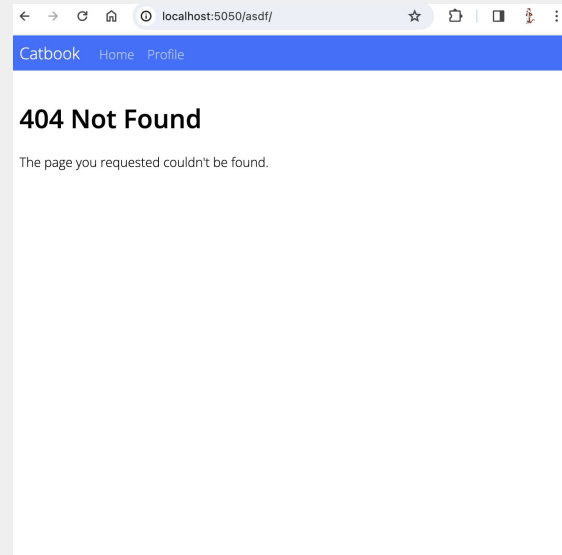 localhost:5050/asdf/
Catbook Home Profile
404 Not Found
The page you requested couldn't be found.